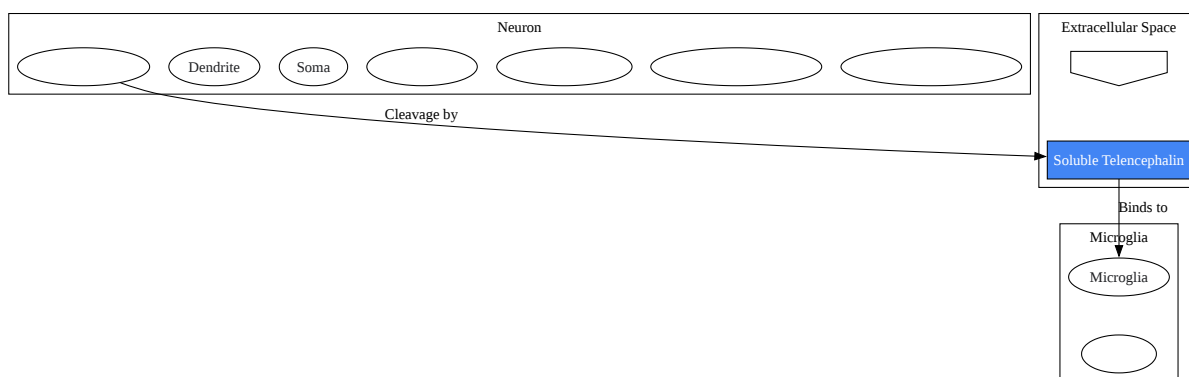 Neuron
Extracellular Space
Dendrite
Soma
Cleavage by
Soluble Telencephalin
Binds to
Microglia
Microglia